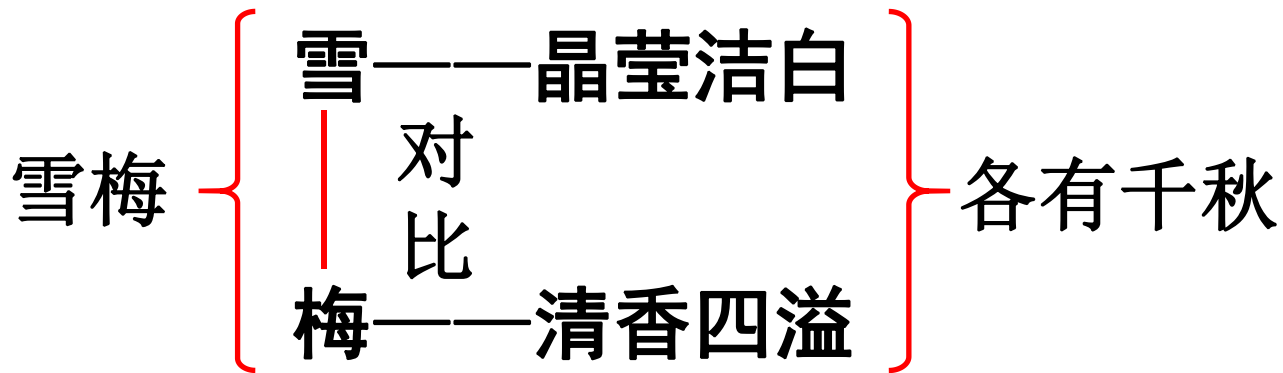 雪——晶莹洁白
对
比
雪梅
各有千秋
梅——清香四溢